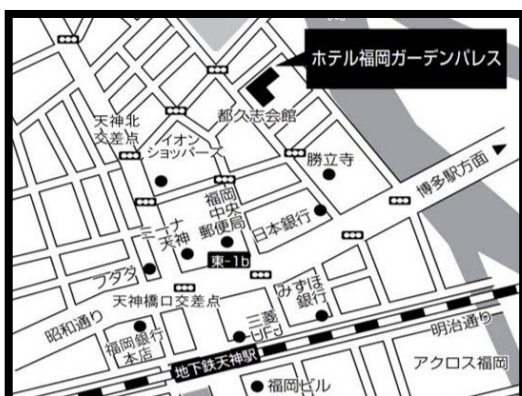 ホテル福岡ガーデンパレス
都久志会館
天神北
交差点
イオン
ショッパーズ
勝立寺
博多駅方面
福岡
中央
郵便局
日本銀行
ミーナ
天神
東-1b
フタタ
みずほ
銀行
天神橋口交差点
昭和通り
三菱
UFJ
福岡銀行
本店
明治通り
地下鉄天神駅
アクロス福岡
福岡ビル